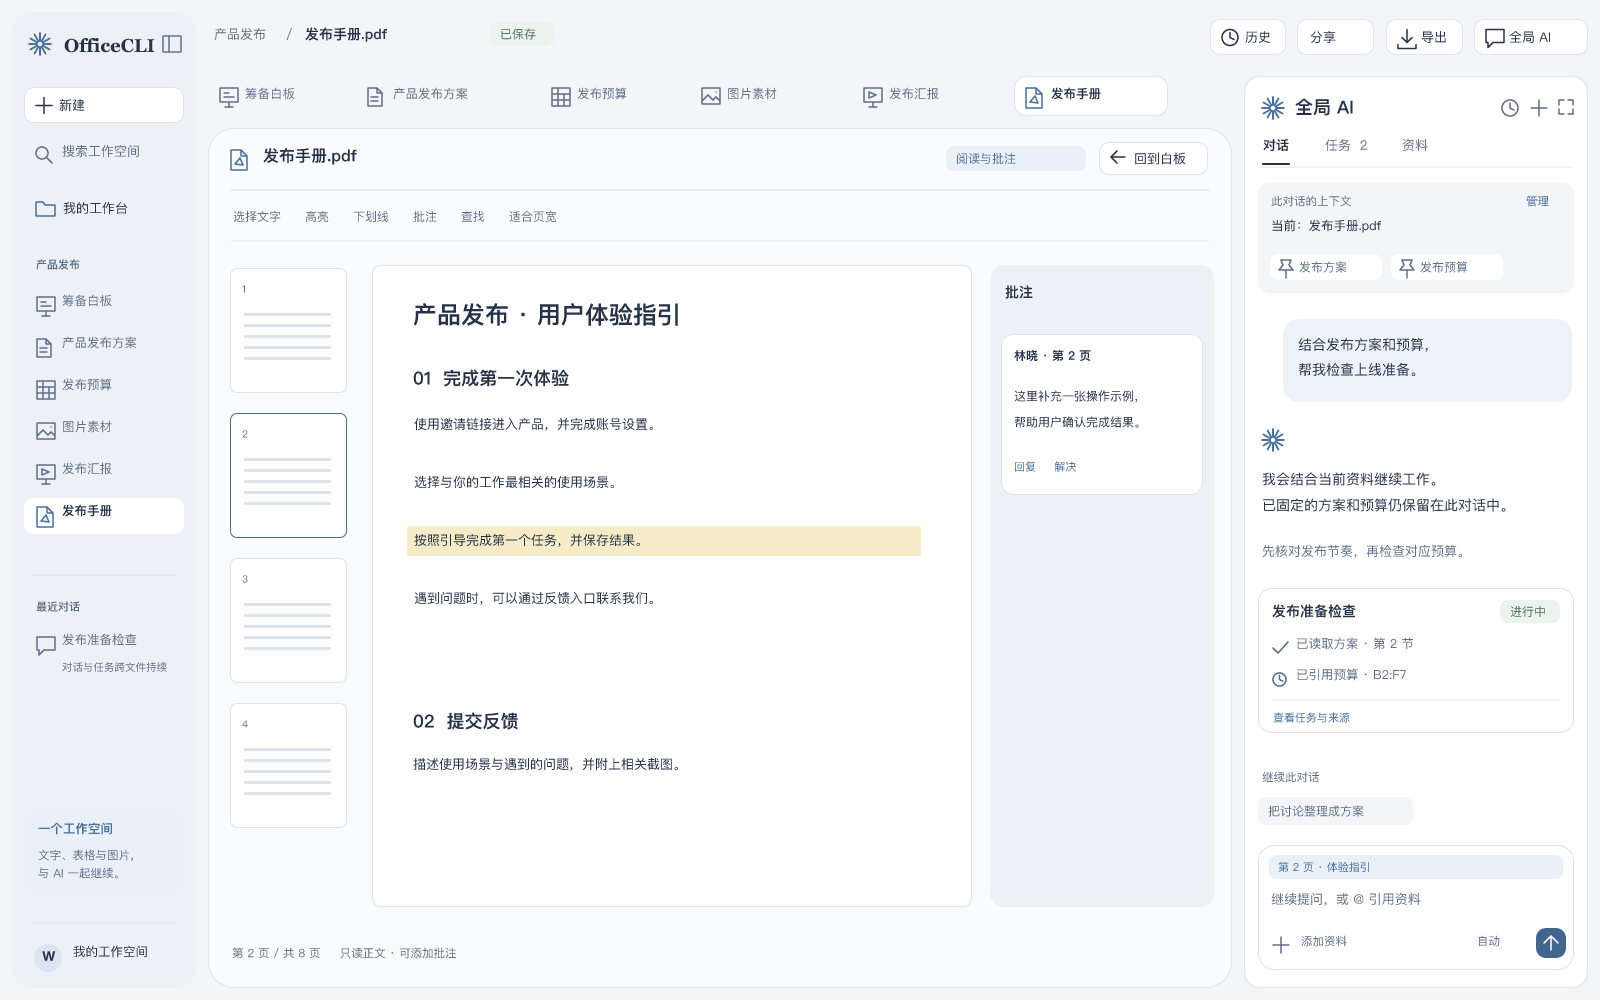 OfficeCLI
新建
搜索工作空间
我的工作台
产品发布
筹备白板
产品发布方案
发布预算
图片素材
发布汇报
发布手册
最近对话
发布准备检查
对话与任务跨文件持续
一个工作空间
文字、表格与图片，
与 AI 一起继续。
W 我的工作空间
产品发布 / 发布手册.pdf 已保存
历史 分享 导出 全局 AI
筹备白板 产品发布方案 发布预算 图片素材 发布汇报 发布手册
发布手册.pdf 阅读与批注 回到白板
选择文字 高亮 下划线 批注 查找 适合页宽
1
2
3
4
产品发布 · 用户体验指引
01 完成第一次体验
使用邀请链接进入产品，并完成账号设置。
选择与你的工作最相关的使用场景。
按照引导完成第一个任务，并保存结果。
遇到问题时，可以通过反馈入口联系我们。
02 提交反馈
描述使用场景与遇到的问题，并附上相关截图。
批注
林晓 · 第 2 页
这里补充一张操作示例，
帮助用户确认完成结果。
回复 解决
第 2 页 / 共 8 页 只读正文 · 可添加批注
全局 AI
对话 任务 2 资料
此对话的上下文 管理
当前：发布手册.pdf
发布方案 发布预算
结合发布方案和预算，
帮我检查上线准备。
我会结合当前资料继续工作。
已固定的方案和预算仍保留在此对话中。
先核对发布节奏，再检查对应预算。
发布准备检查 进行中
已读取方案 · 第 2 节
已引用预算 · B2:F7
查看任务与来源
继续此对话
把讨论整理成方案
第 2 页 · 体验指引
继续提问，或 @ 引用资料
添加资料 自动